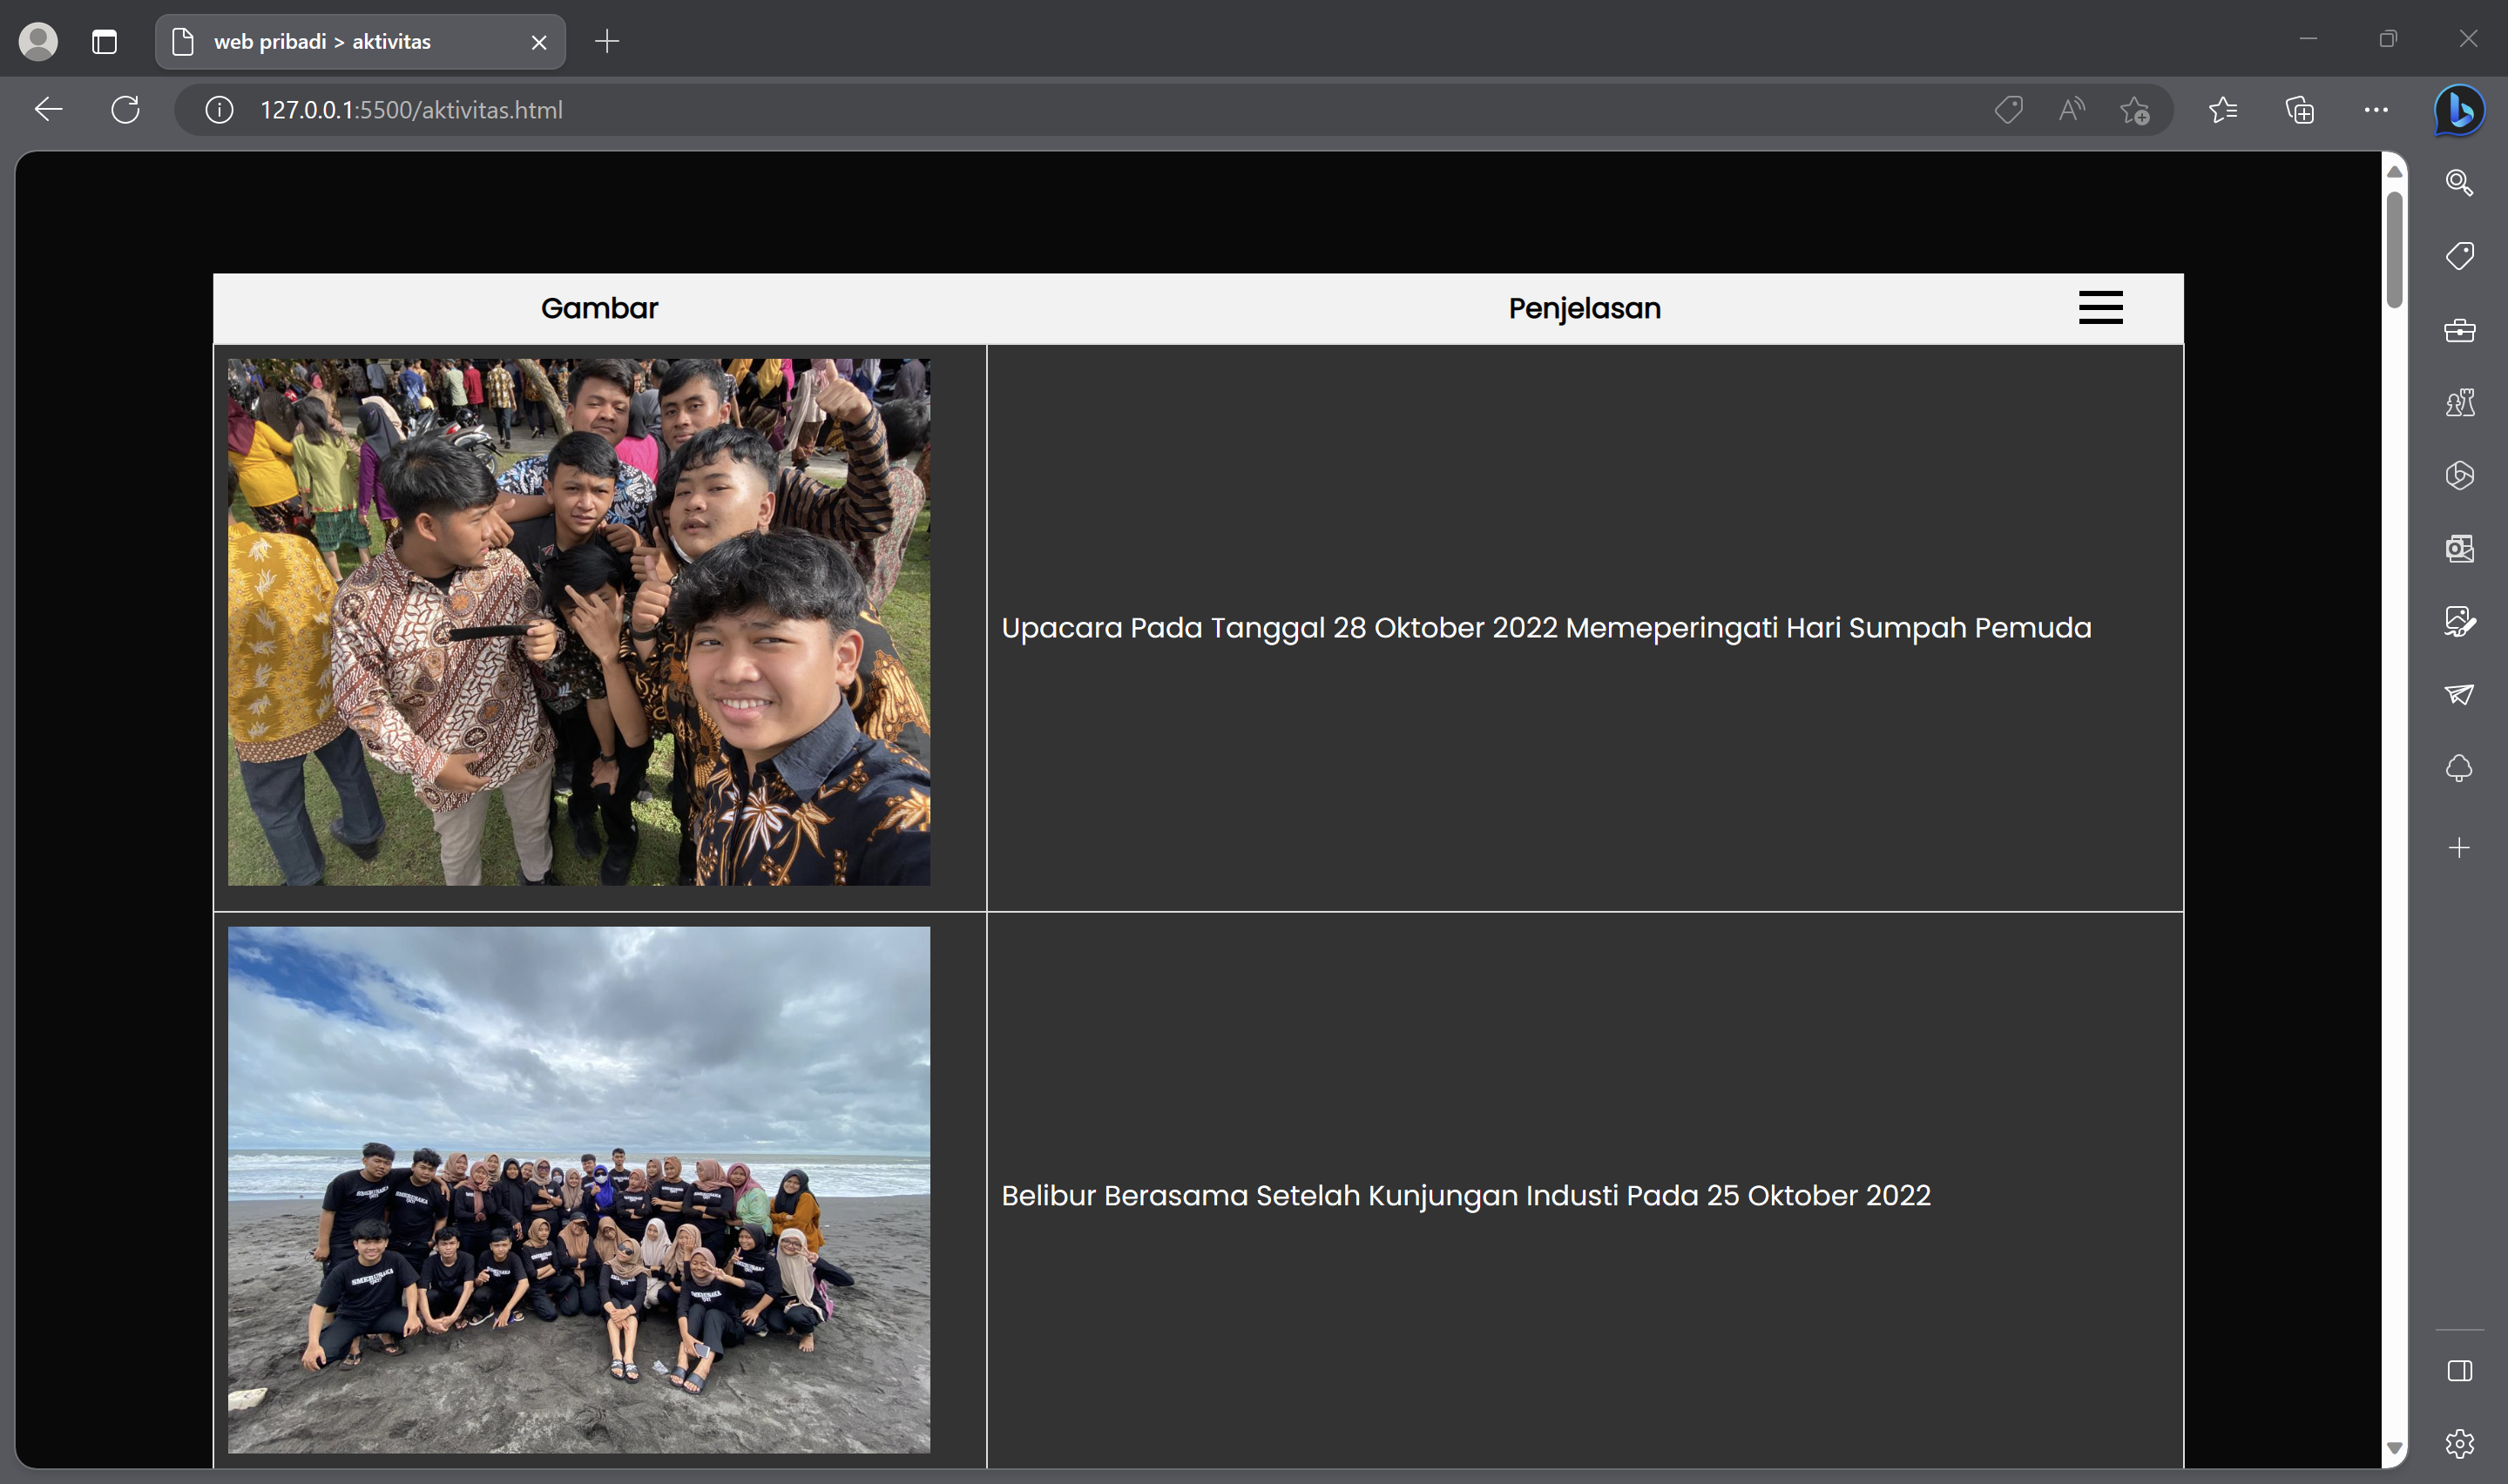 web pribadi > aktivitas
127.0.0.1:5500/aktivitas.html
Gambar
Penjelasan
Upacara Pada Tanggal 28 Oktober 2022 Memeperingati Hari Sumpah Pemuda
Belibur Berasama Setelah Kunjungan Industi Pada 25 Oktober 2022